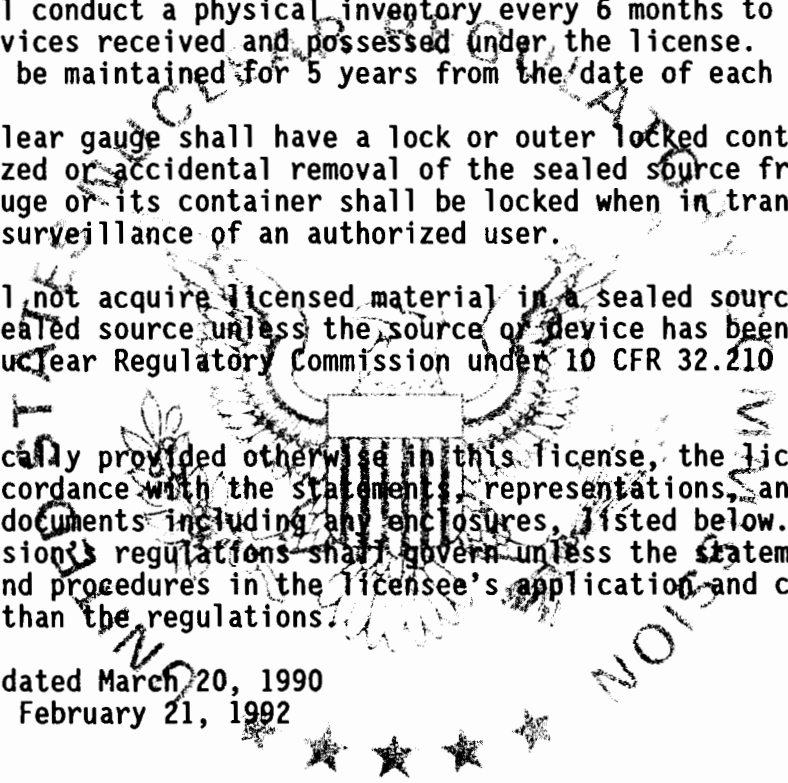 l conduct a physical inventory every 6 months to
vices received and possessed under the license.
be maintained for 5 years from the date of each
lear gauge shall have a lock or outer locked cont
zed or accidental removal of the sealed source fr
uge or its container shall be locked when in tran
surveillance of an authorized user.
l not acquire licensed material in a sealed sourc
ealed source unless the source or device has been
uclear Regulatory Commission under 10 CFR 32.210
cally provided otherwise in this license, the lic
cordance with the statements, representations, an
documents including any enclosures, listed below.
sion's regulations shall govern unless the statem
nd procedures in the licensee's application and c
than the regulations.
dated March 20, 1990
February 21, 1992
UNITED STATES NUCLEAR REGULATORY